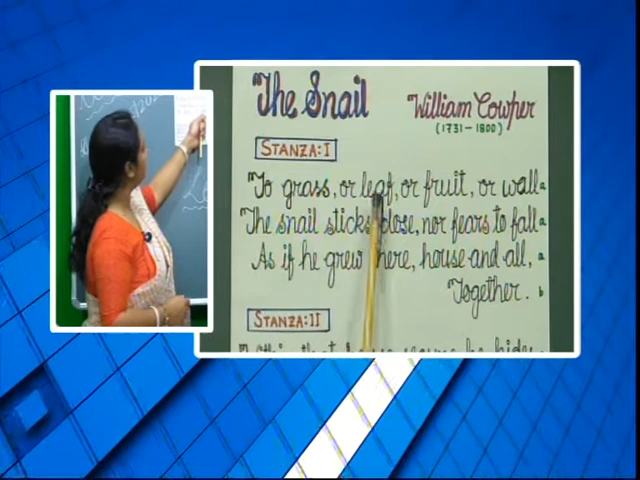 "The Snail
William Cowper
(1731-1800)
STANZA:I
"To grass, or leaf, or fruit, or wall a
"The snail sticks close, nor fears to fall a
As if he grew here, house and all, a
"Together. b
STANZA:II